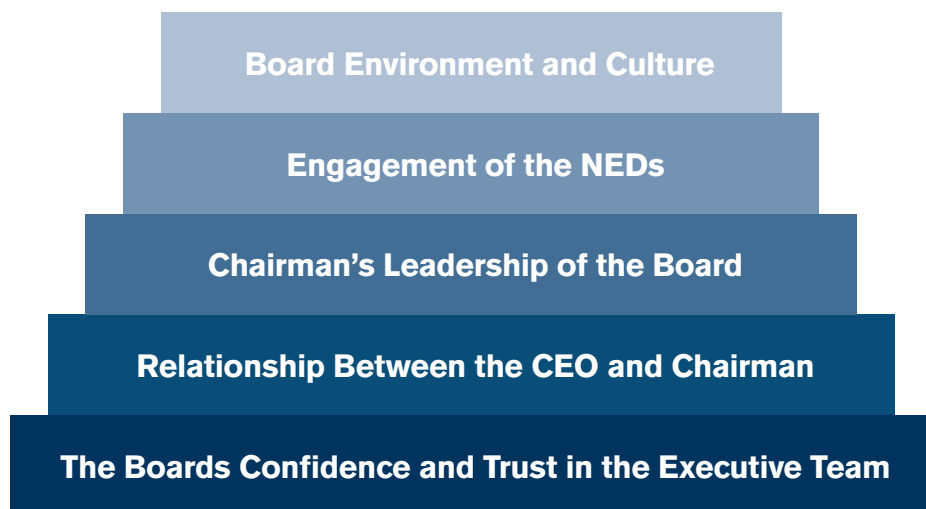 Board Environment and Culture
Engagement of the NEDs
Chairman’s Leadership of the Board
Relationship Between the CEO and Chairman
The Boards Confidence and Trust in the Executive Team